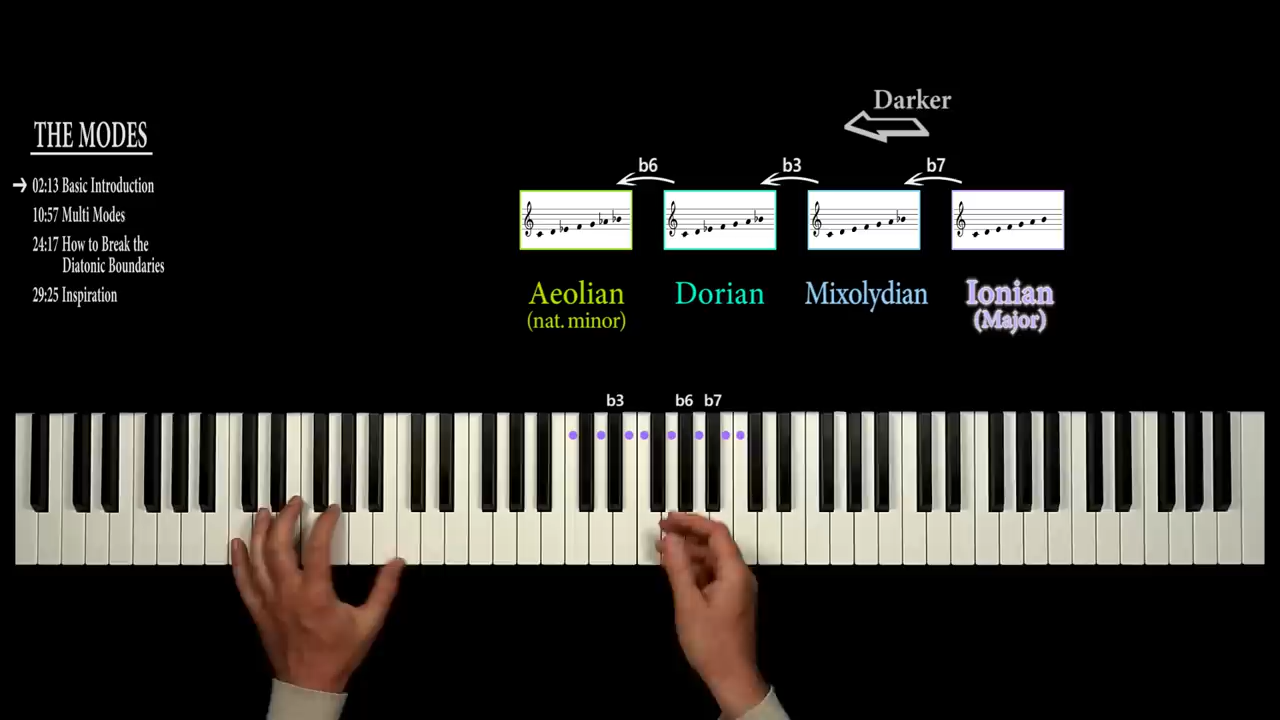 THE MODES
02:13 Basic Introduction
10:57 Multi Modes
24:17 How to Break the
Diatonic Boundaries
29:25 Inspiration
Darker
b6
b3
b7
Aeolian
(nat. minor)
Dorian
Mixolydian
Ionian
(Major)
b3
b6
b7